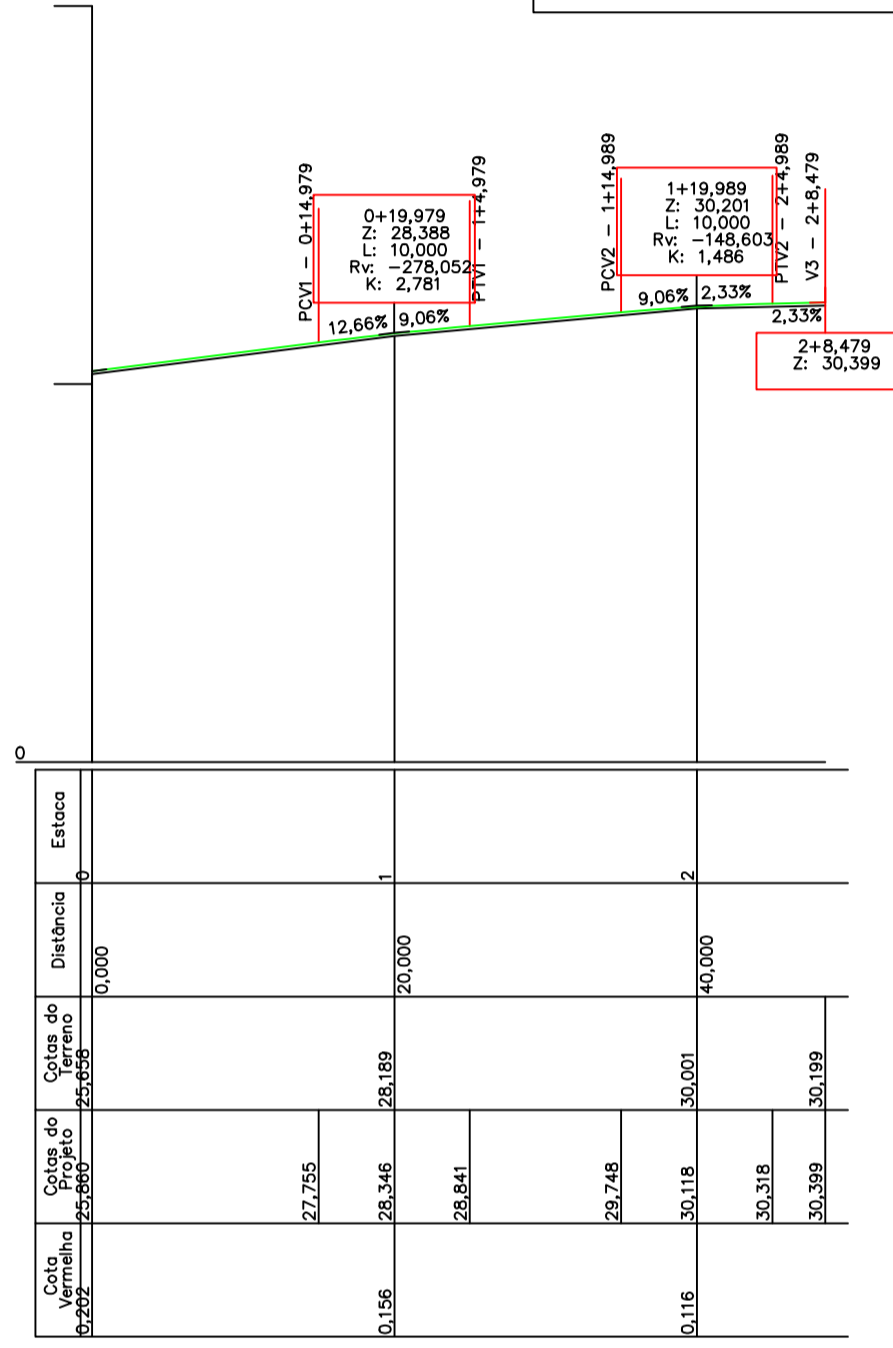 PCV1 - 0+14,979
0+19,979
Z: 28,388
L: 10,000
Rv: -278,052
K: 2,781
PTV1 - 1+4,979
PCV2 - 1+14,989
1+19,989
Z: 30,201
L: 10,000
Rv: -148,603
K: 1,486
PTV2 - 2+4,989
V3 - 2+8,479
12,66%
9,06%
9,06%
2,33%
2,33%
2+8,479
Z: 30,399
0
Estaca
0
1
2
Distância
0,000
20,000
40,000
Cotas do
Terreno
25,658
28,189
30,001
30,199
Cotas do
Projeto
25,860
27,755
28,346
28,841
29,748
30,118
30,318
30,399
Cota
Vermelha
0,202
0,156
0,116